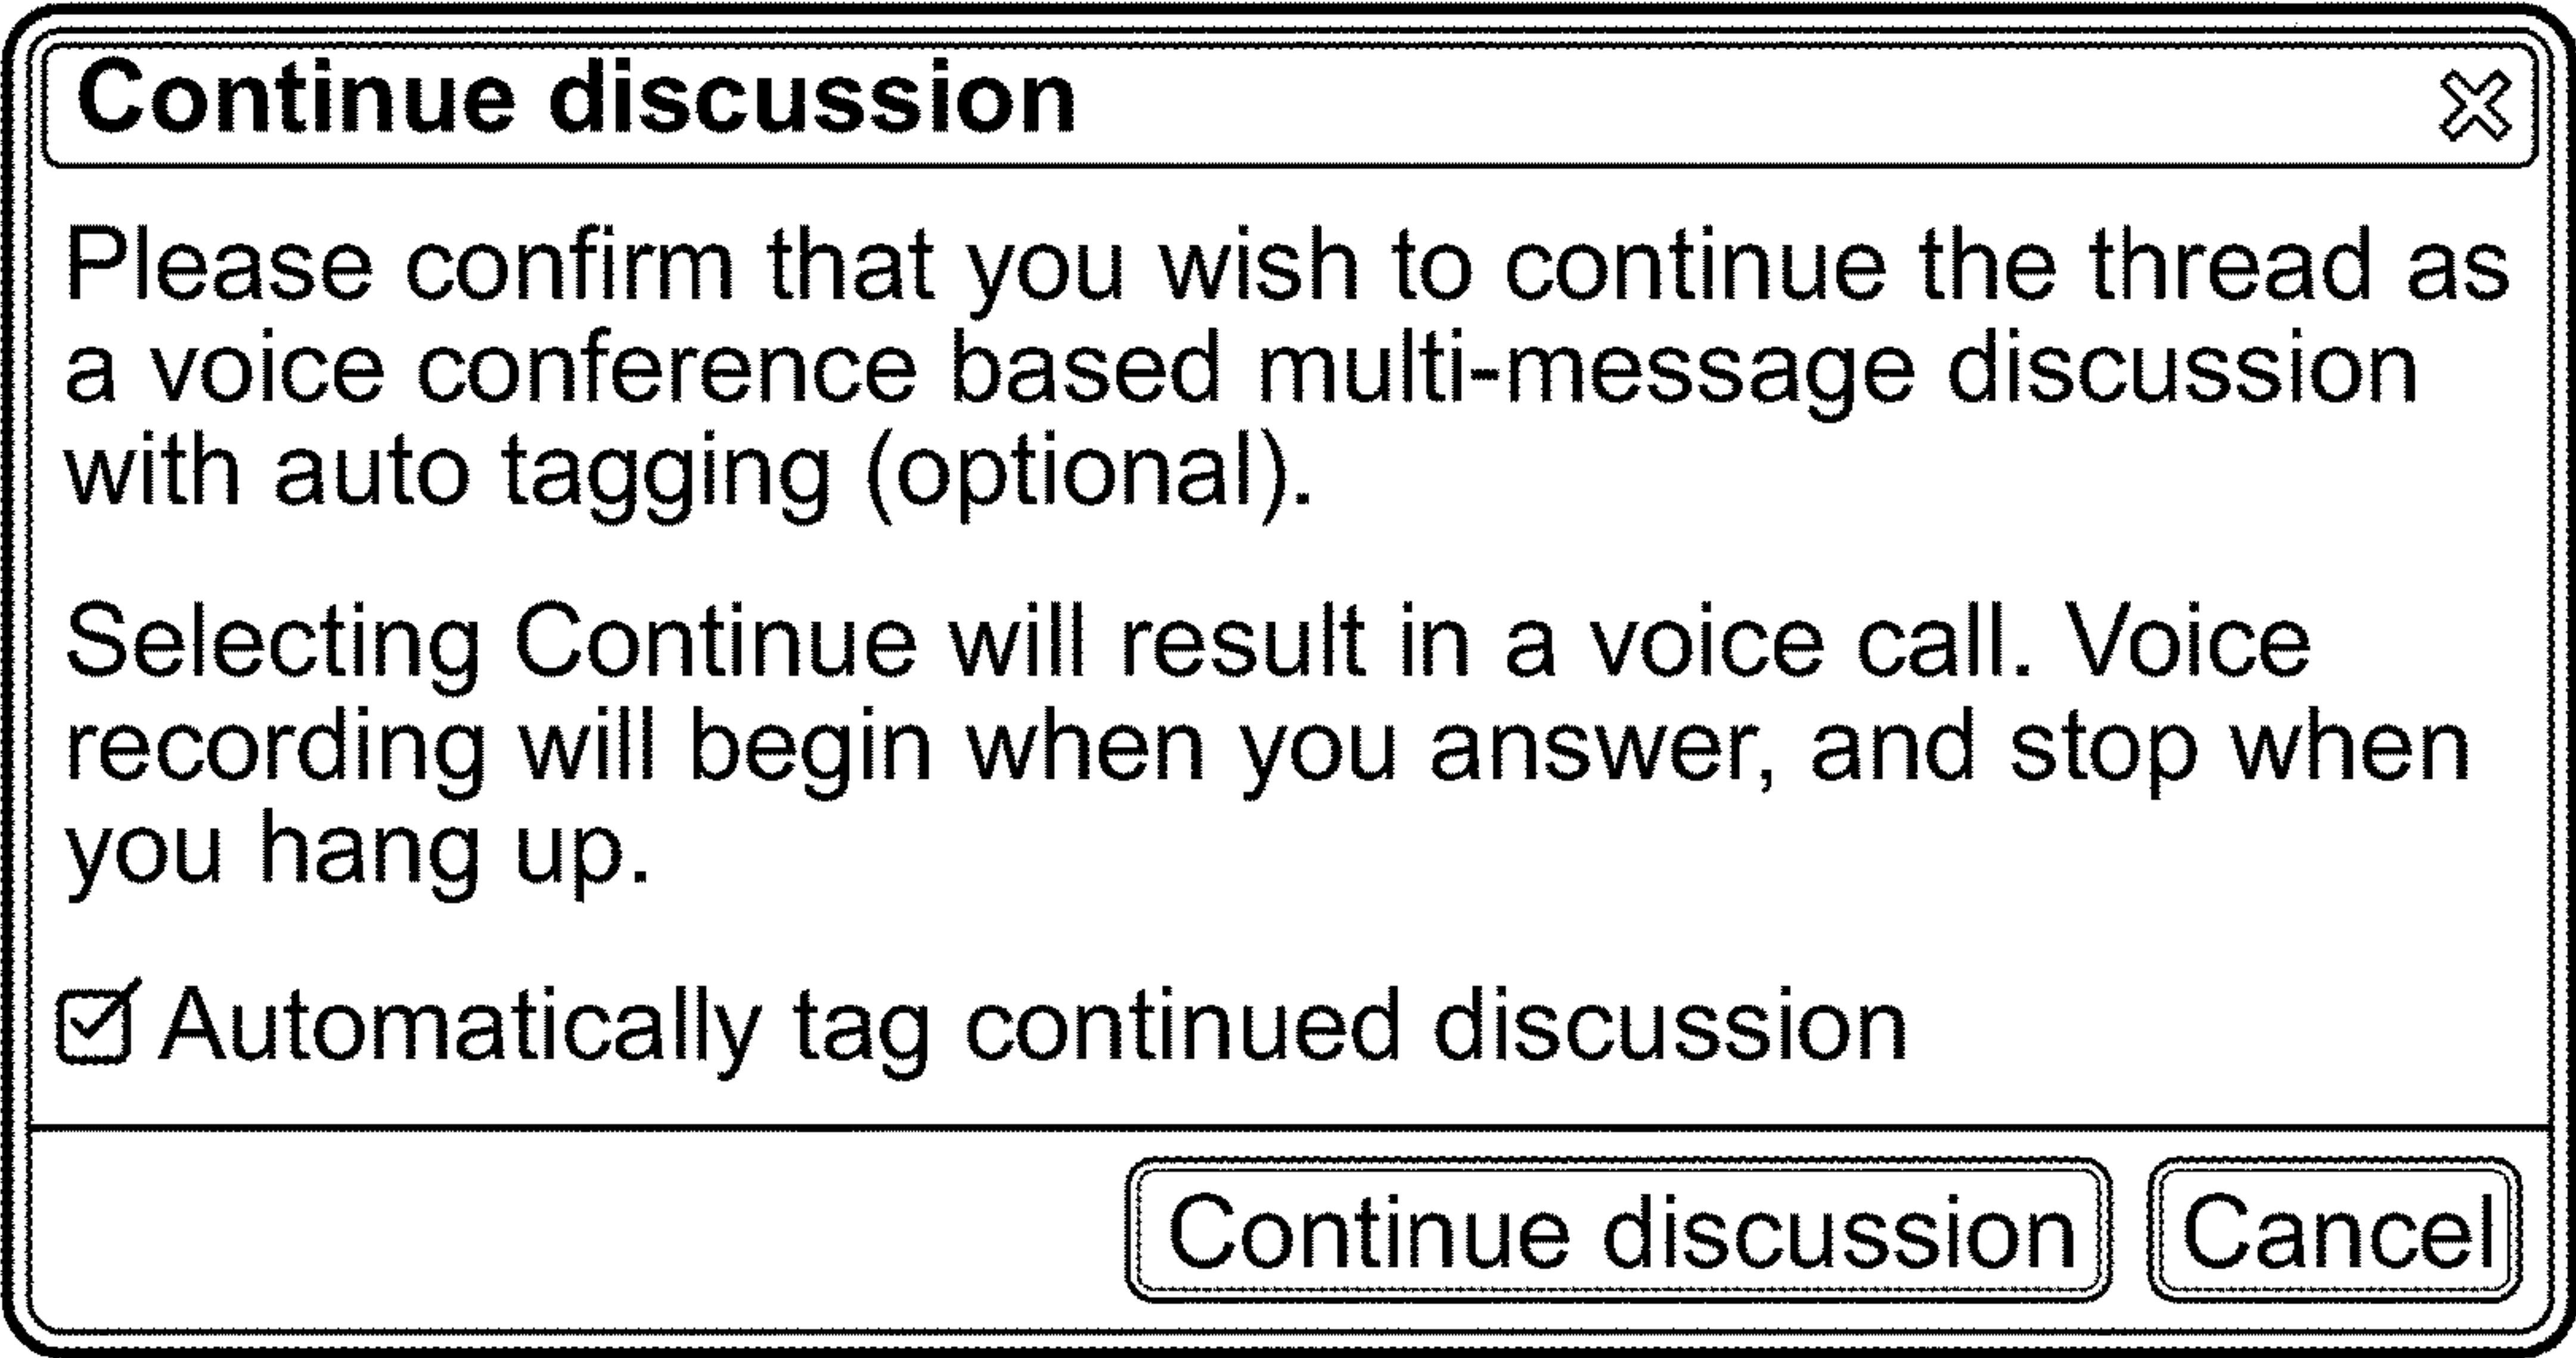 Continue discussion
Please confirm that you wish to continue the thread as
a voice conference based multi-message discussion
with auto tagging (optional).
Selecting Continue will result in a voice call. Voice
recording will begin when you answer, and stop when
you hang up.
Automatically tag continued discussion
Continue discussion Cancel